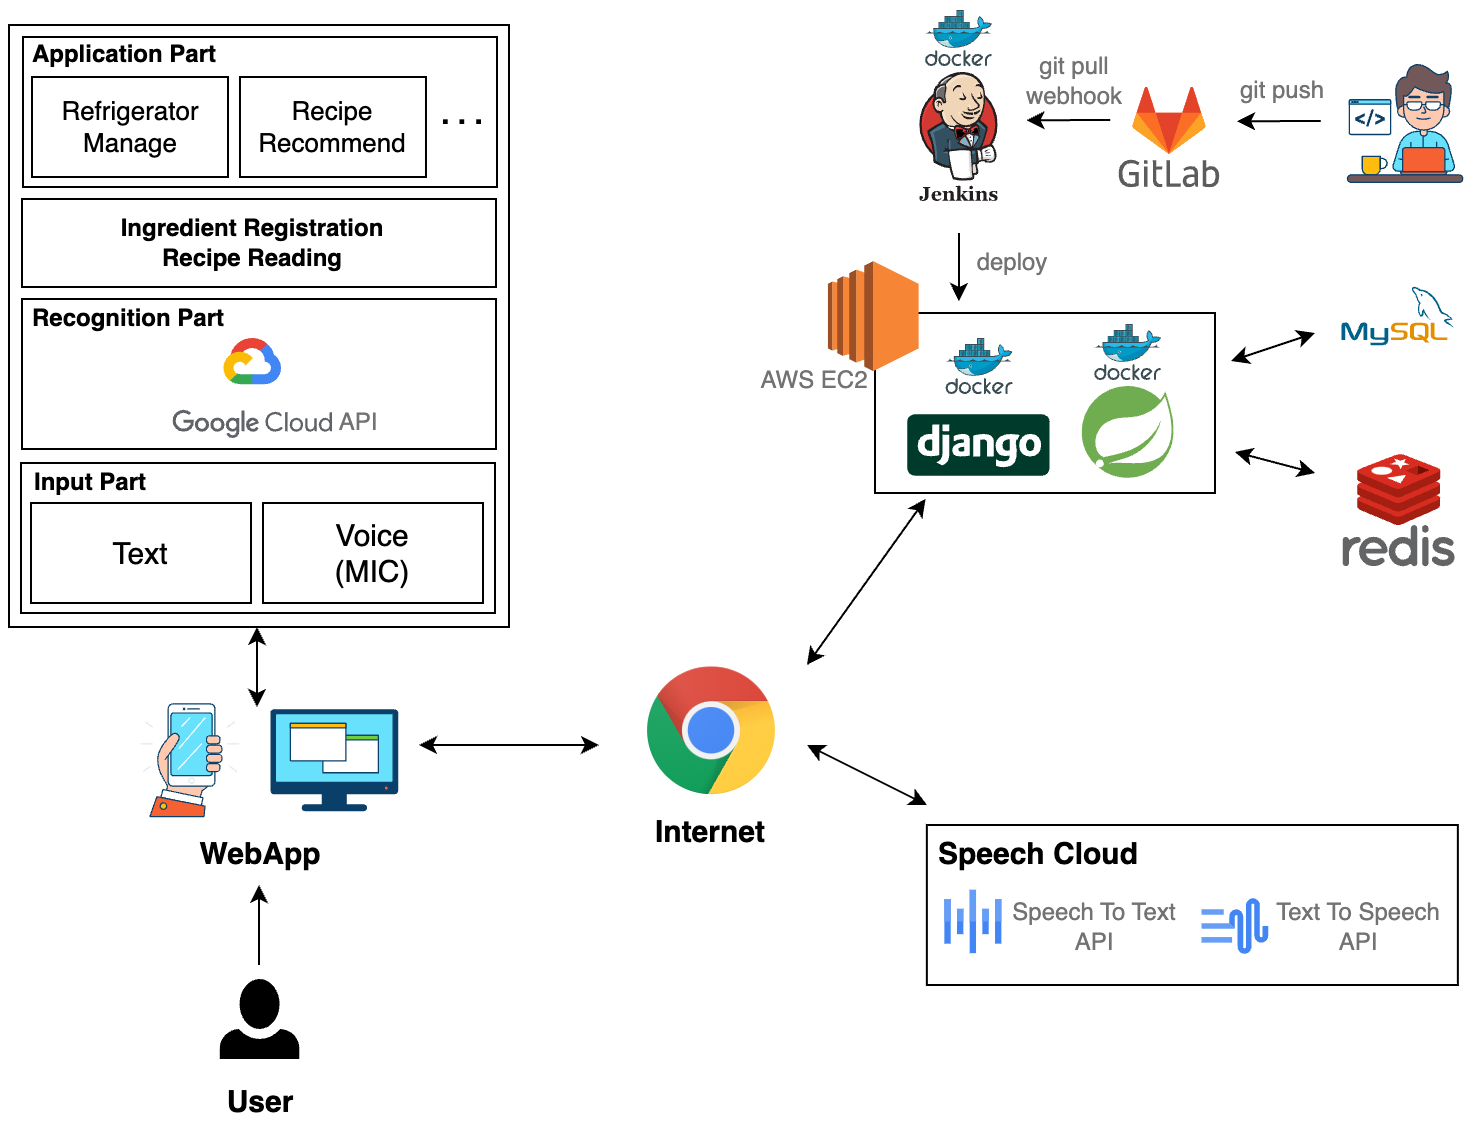 Application Part
Refrigerator
Manage
Recipe
Recommend
. . .
Ingredient Registration
Recipe Reading
Recognition Part
Google Cloud API
Input Part
Text
Voice
(MIC)
WebApp
User
Internet
docker
Jenkins
git pull
webhook
GitLab
git push
</>
deploy
AWS EC2
docker
docker
django
MySQL
redis
Speech Cloud
Speech To Text
API
Text To Speech
API